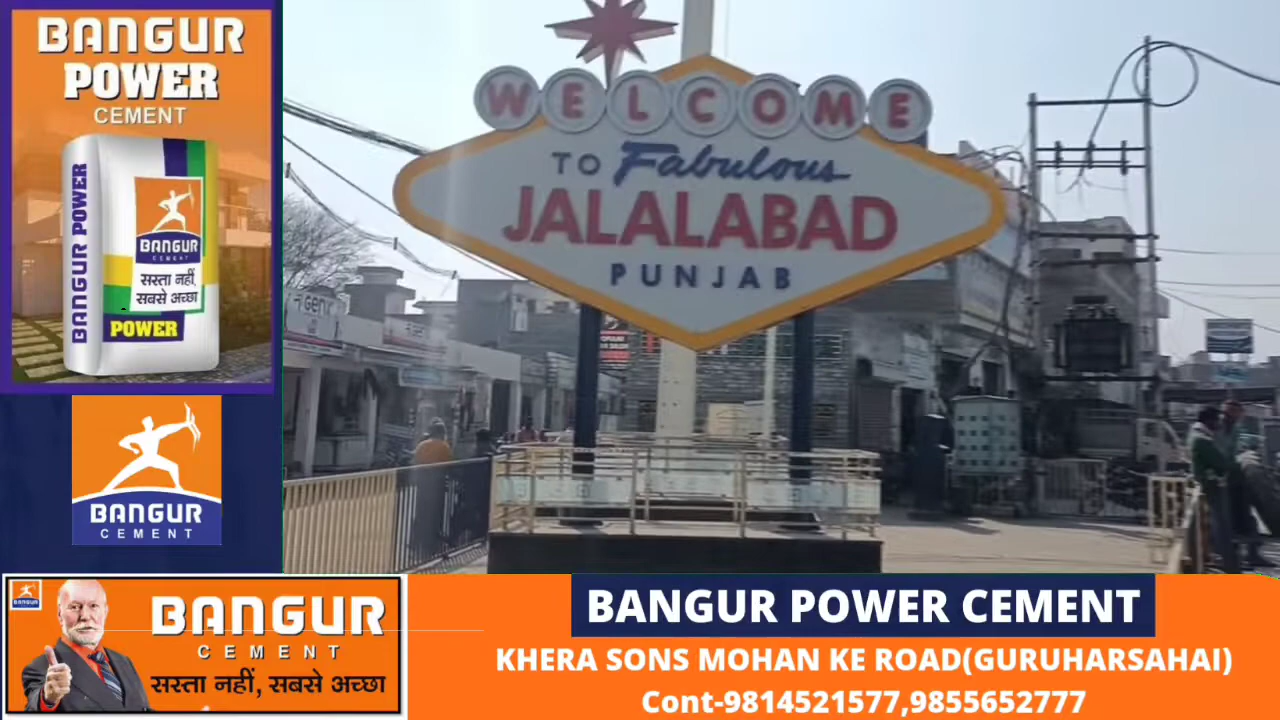 BANGUR
POWER
CEMENT
BANGUR POWER
BANGUR
CEMENT
सस्ता नहीं,
सबसे अच्छा
POWER
BANGUR
CEMENT
WELCOME
TO Fabulous
JALALABAD
PUNJAB
BANGUR
BANGUR
CEMENT
सस्ता नहीं, सबसे अच्छा
BANGUR POWER CEMENT
KHERA SONS MOHAN KE ROAD(GURUHARSAHAI)
Cont-9814521577,9855652777